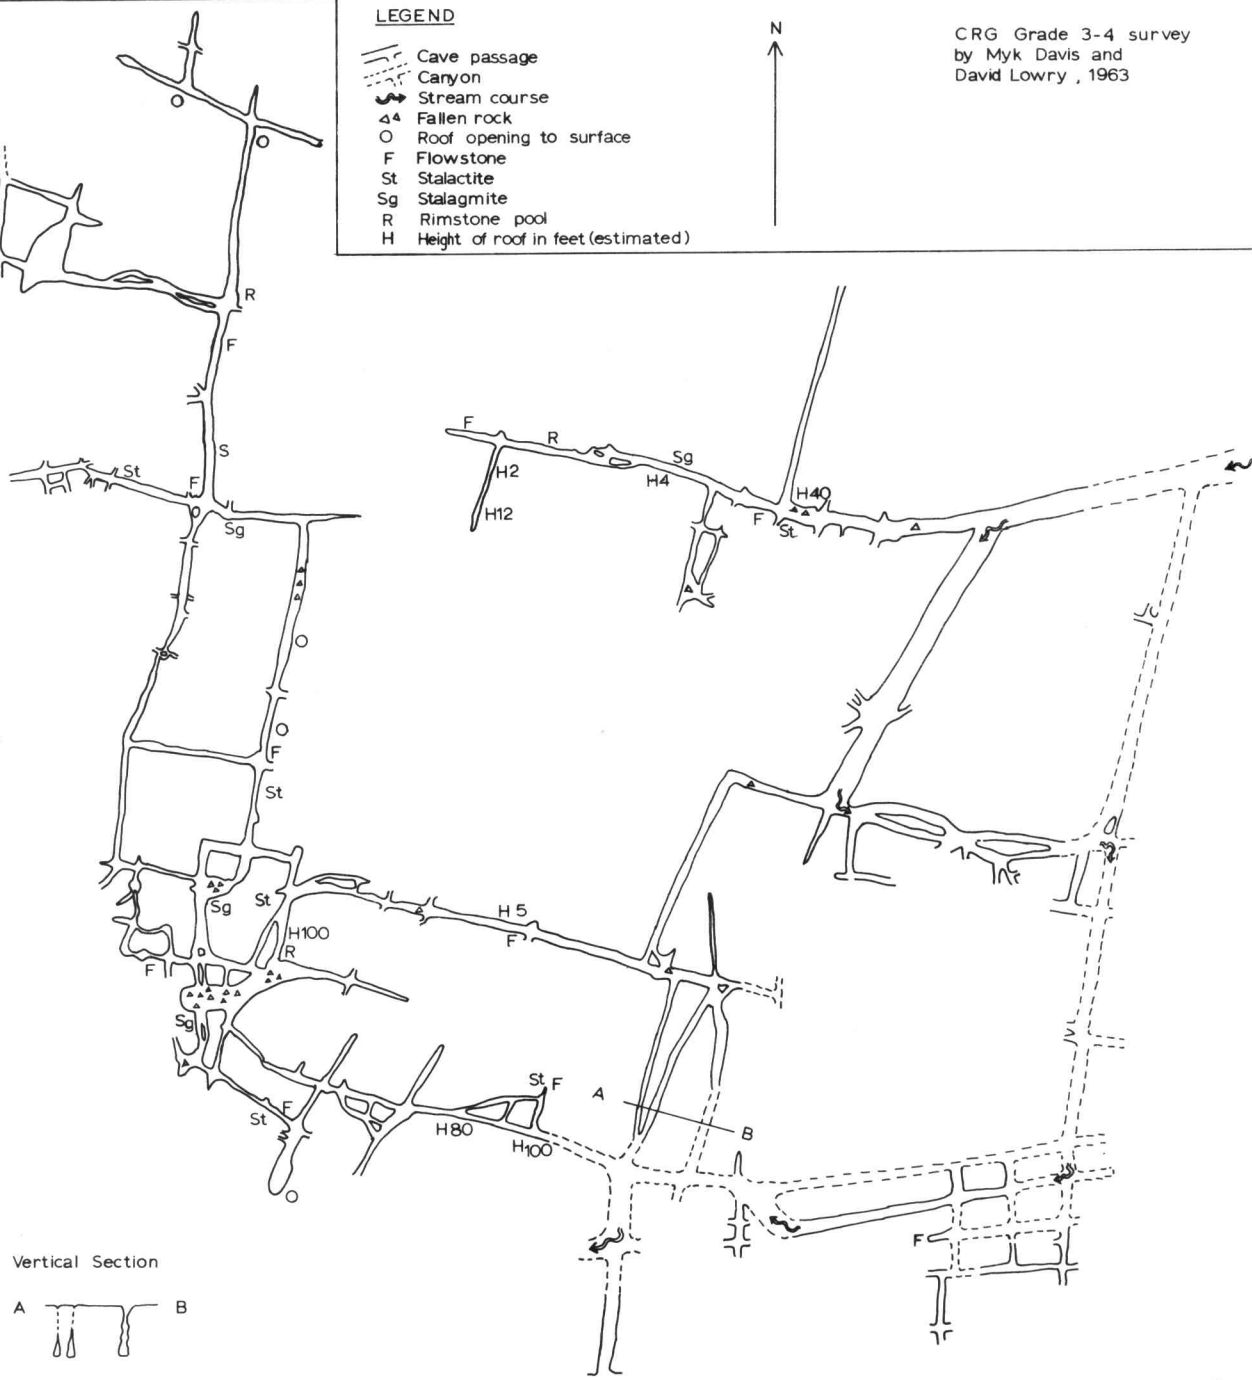 LEGEND
Cave passage
Canyon
Stream course
Fallen rock
Roof opening to surface
F Flowstone
St Stalactite
Sg Stalagmite
R Rimstone pool
H Height of roof in feet (estimated)
N
CRG Grade 3-4 survey
by Myk Davis and
David Lowry, 1963
R
F
S
St
F
Sg
F
R
Sg
H2
H4
H12
H40
F
St
F
St
Sg
St
H5
F
H100
R
F
Sg
St
F
St F
H80
H100
A
B
F
Vertical Section
A B